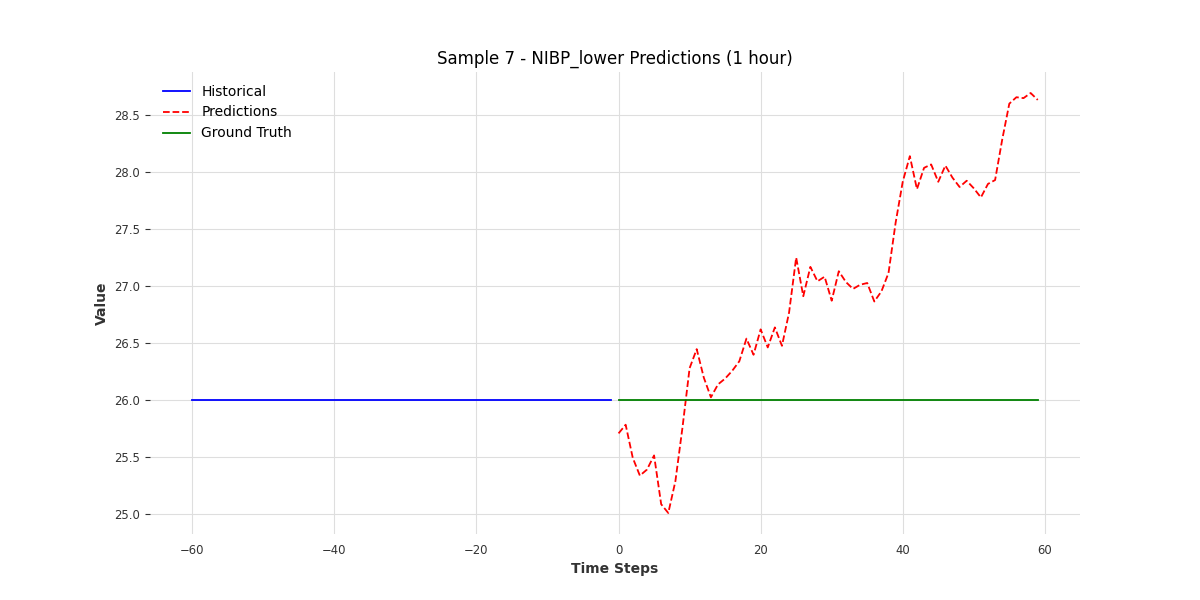 Sample 7 - NIBP_lower Predictions (1 hour)
Historical
Predictions
Ground Truth
28.5
28.0
27.5
27.0
26.5
26.0
25.5
25.0
Value
−60 −40 −20 0 20 40 60
Time Steps